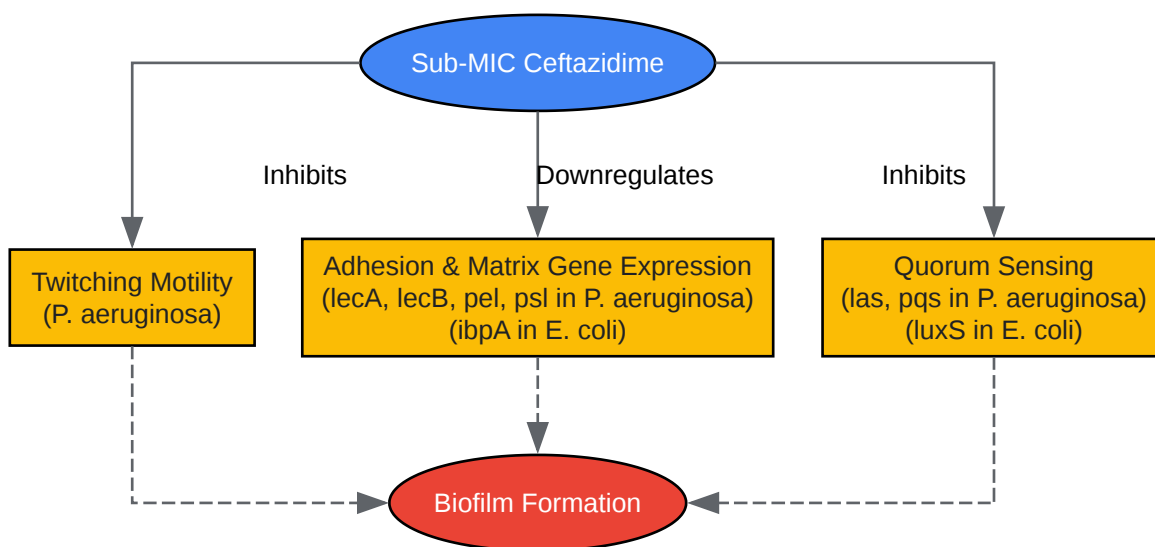 Sub-MIC Ceftazidime
Inhibits
Downregulates
Inhibits
Twitching Motility
(P. aeruginosa)
Adhesion & Matrix Gene Expression
(lecA, lecB, pel, psl in P. aeruginosa)
(ibpA in E. coli)
Quorum Sensing
(las, pqs in P. aeruginosa)
(luxS in E. coli)
Biofilm Formation